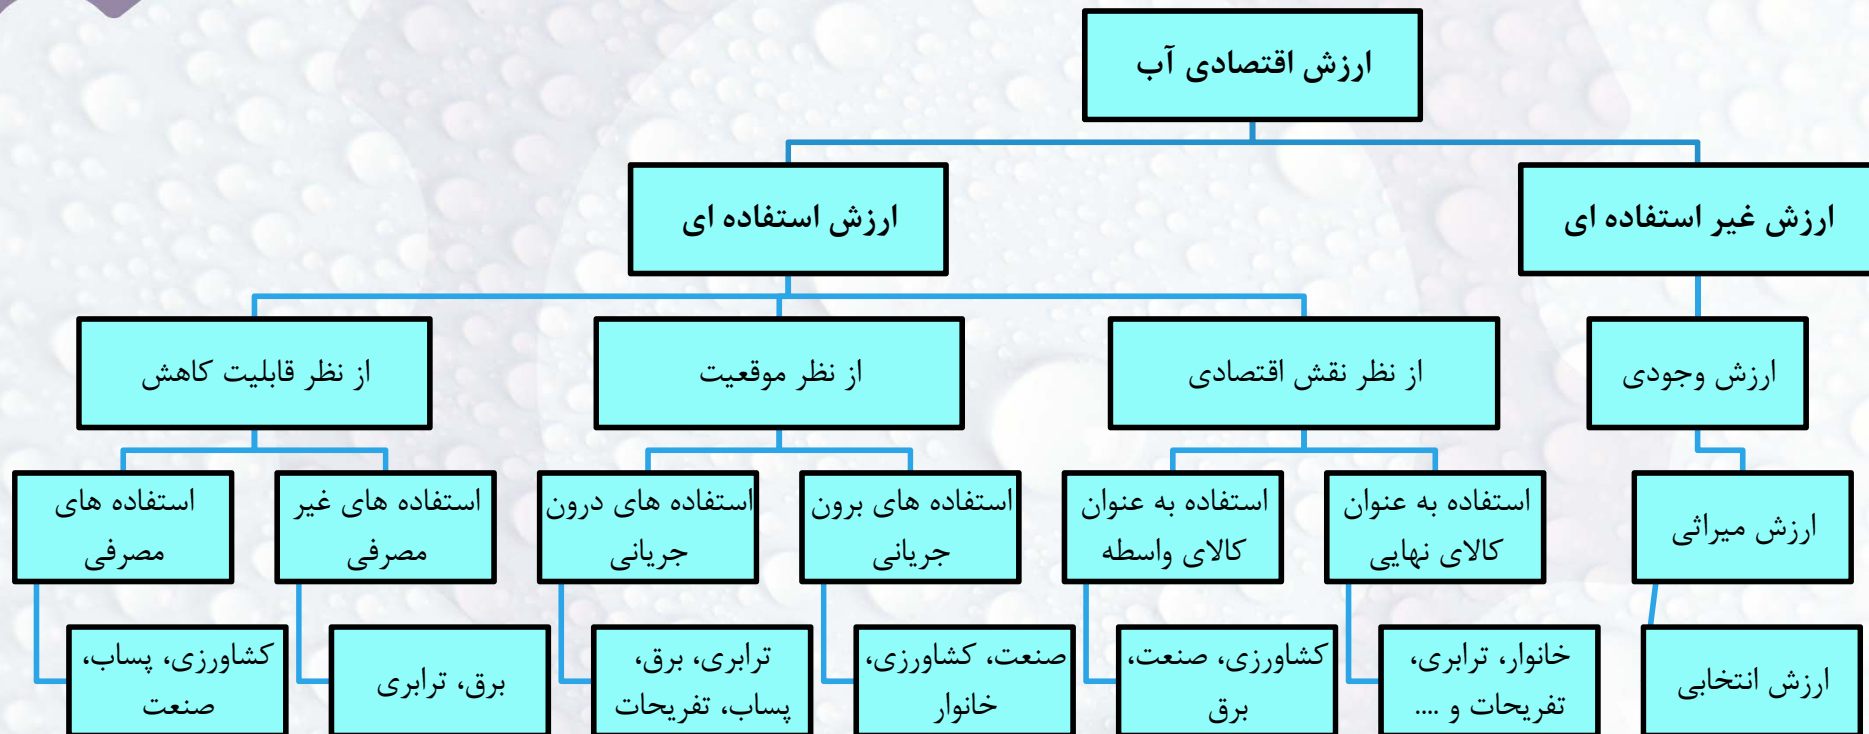 ارزش اقتصادی آب
ارزش غیر استفاده ای
ارزش استفاده ای
ارزش وجودی
از نظر نقش اقتصادی
از نظر موقعیت
از نظر قابلیت کاهش
ارزش میراثی
استفاده به عنوان
کالای نهایی
استفاده به عنوان
کالای واسطه
استفاده های برون
جریانی
استفاده های درون
جریانی
استفاده های غیر
مصرفی
استفاده های
مصرفی
ارزش انتخابی
خانوار، ترابری،
تفریحات و ....
کشاورزی، صنعت،
برق
صنعت، کشاورزی،
خانوار
ترابری، برق،
پساب، تفریحات
برق، ترابری
کشاورزی، پساب،
صنعت